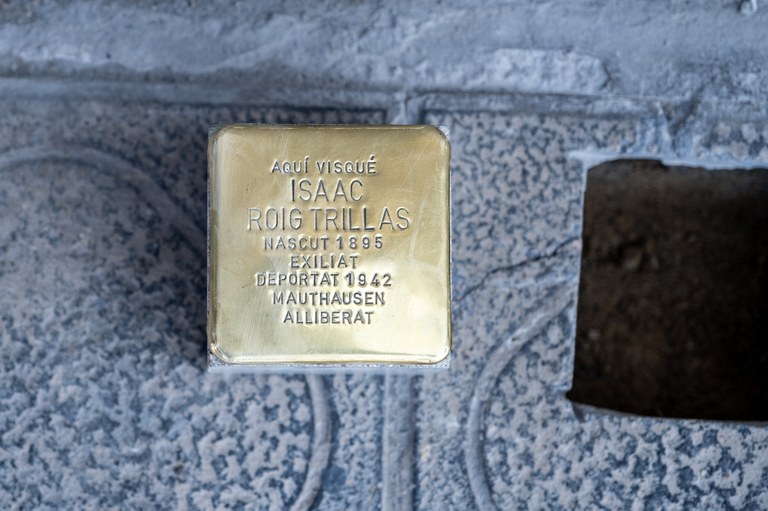 AQUÍ VISQUÉ
ISAAC
ROIG TRILLAS
NASCUT 1895
EXILIAT
DEPORTAT 1942
MAUTHAUSEN
ALLIBERAT